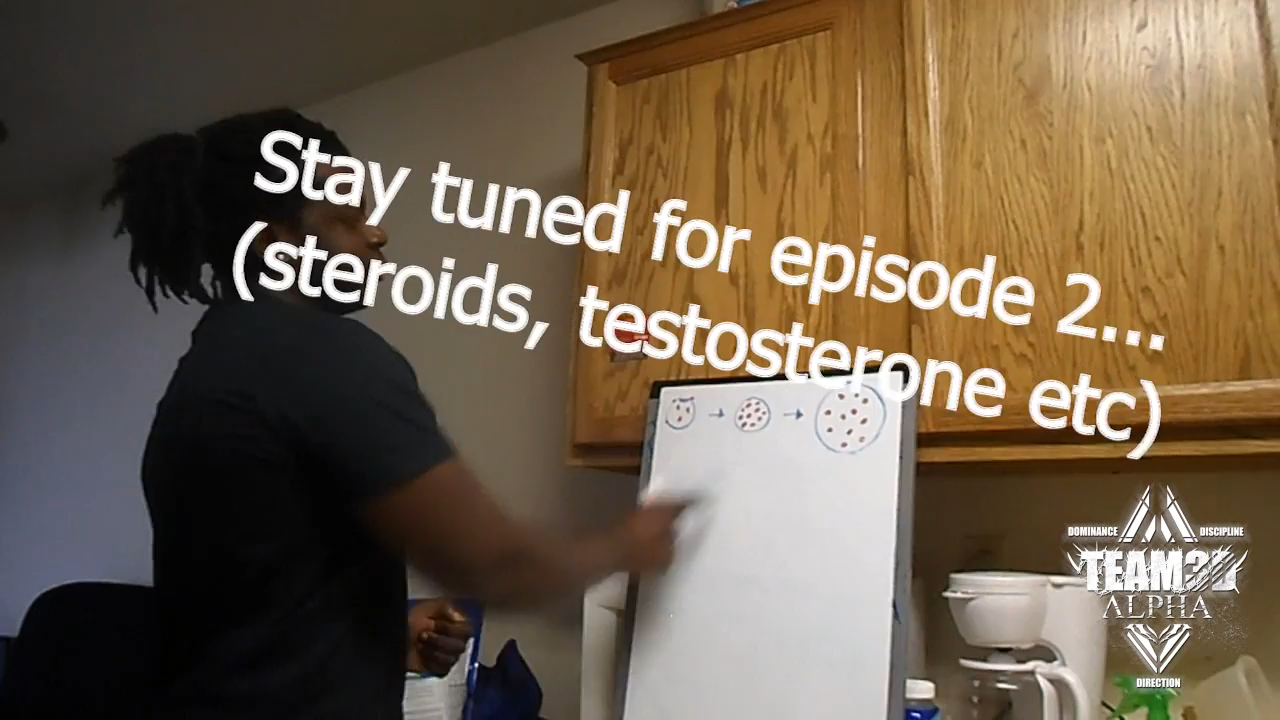 Stay tuned for episode 2...
(steroids, testosterone etc)
DOMINANCE DISCIPLINE
TEAM3D
ALPHA
DIRECTION